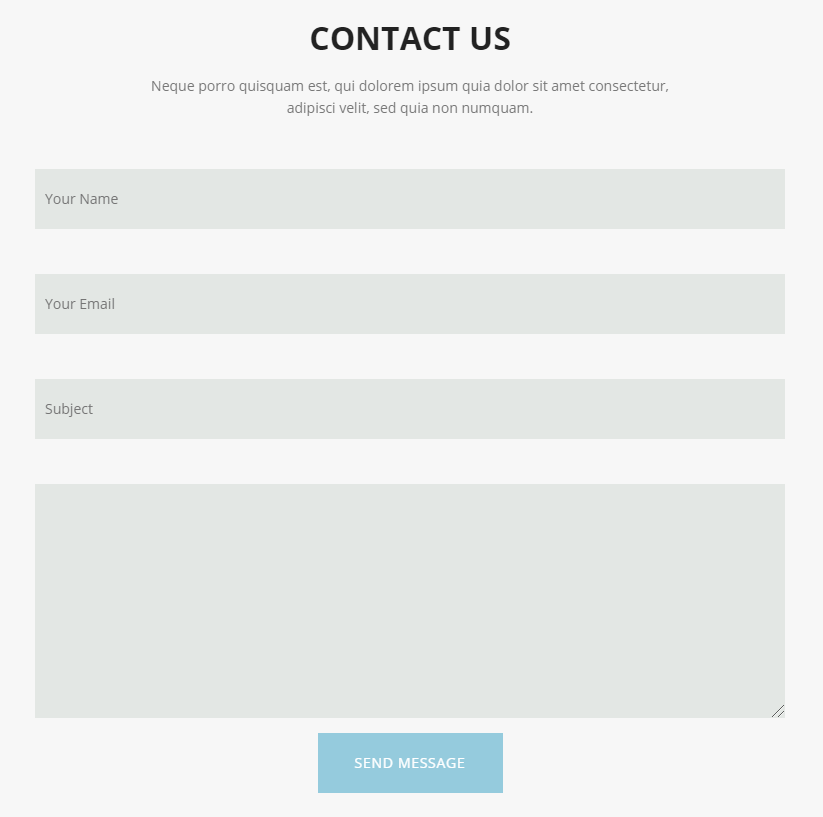 CONTACT US
Neque porro quisquam est, qui dolorem ipsum quia dolor sit amet consectetur,
adipisci velit, sed quia non numquam.
Your Name
Your Email
Subject
SEND MESSAGE